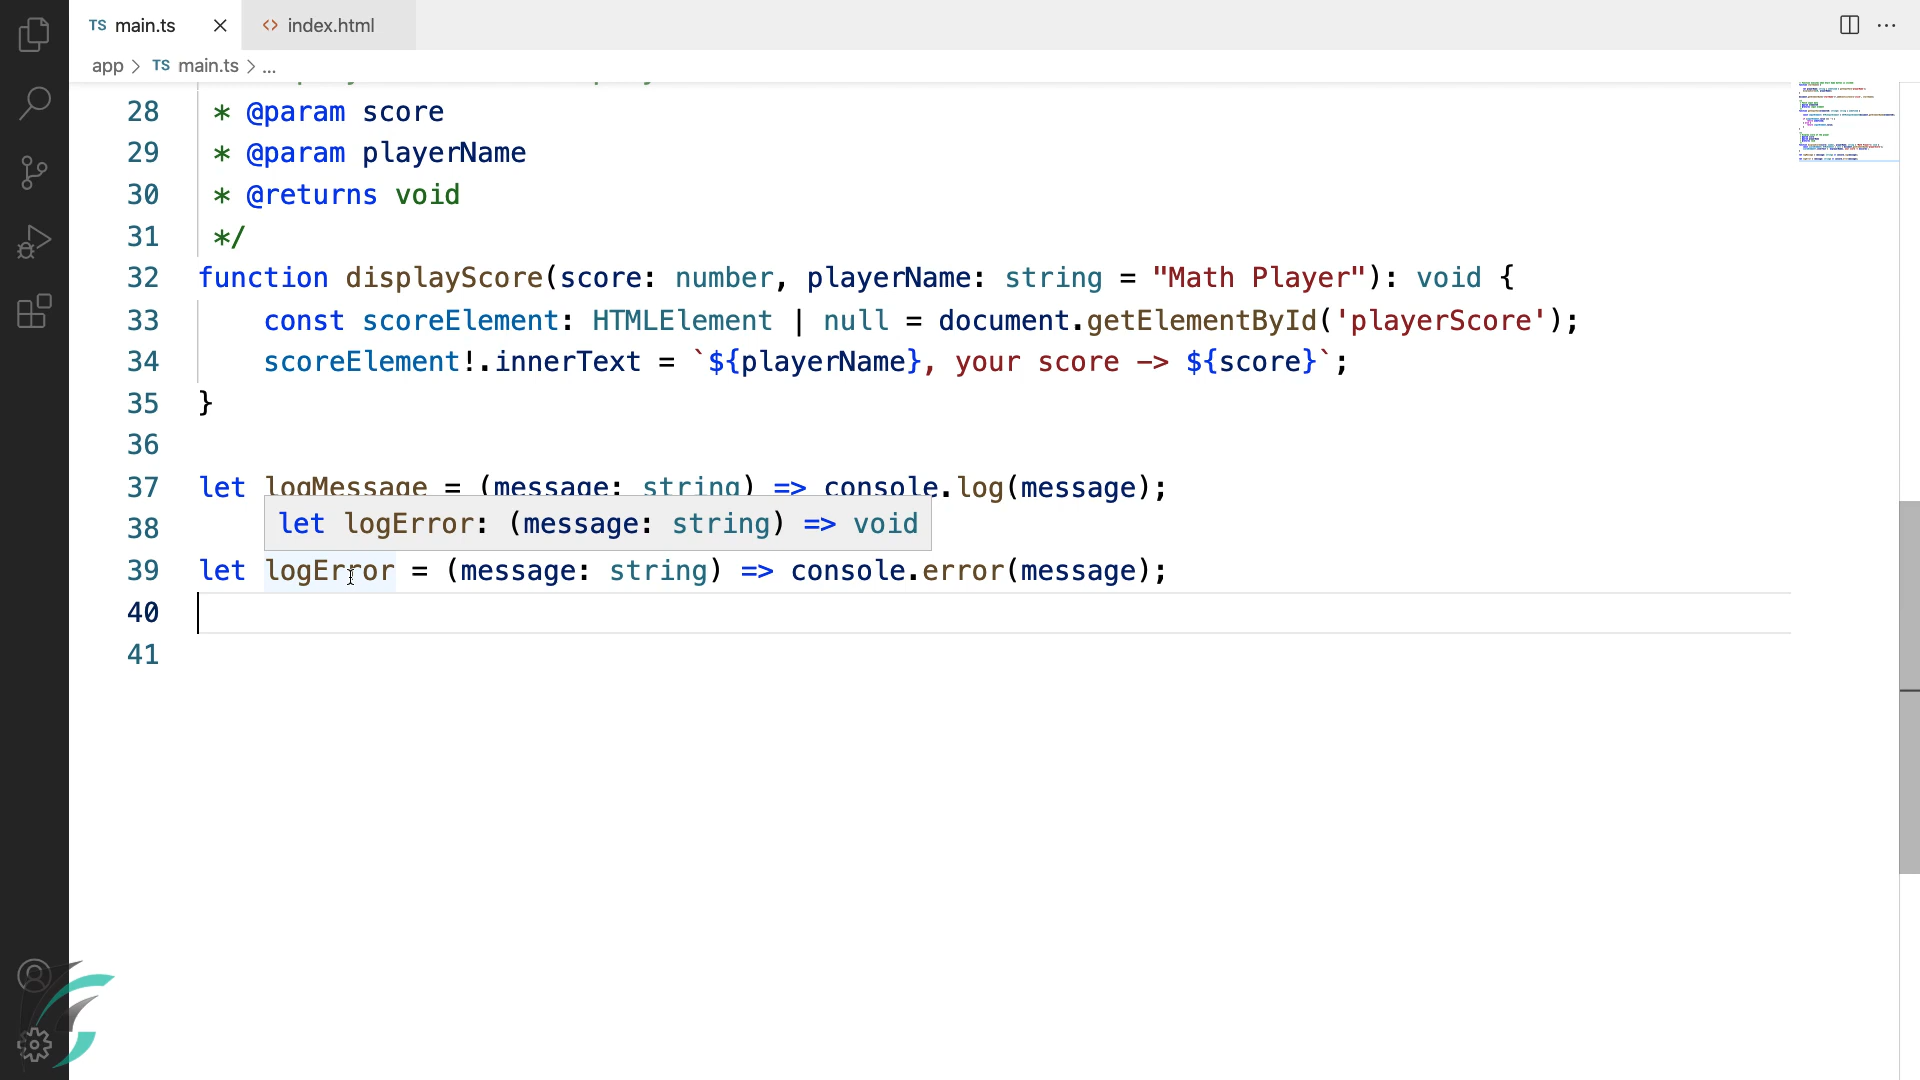 TS main.ts
<> index.html
app > TS main.ts > ...
28 * @param score
29 * @param playerName
30 * @returns void
31 */
32 function displayScore(score: number, playerName: string = "Math Player"): void {
33 const scoreElement: HTMLElement | null = document.getElementById('playerScore');
34 scoreElement!.innerText = `${playerName}, your score -> ${score}`;
35 }
36
37 let logMessage = (message: string) => console.log(message);
let logError: (message: string) => void
38
39 let logError = (message: string) => console.error(message);
40
41